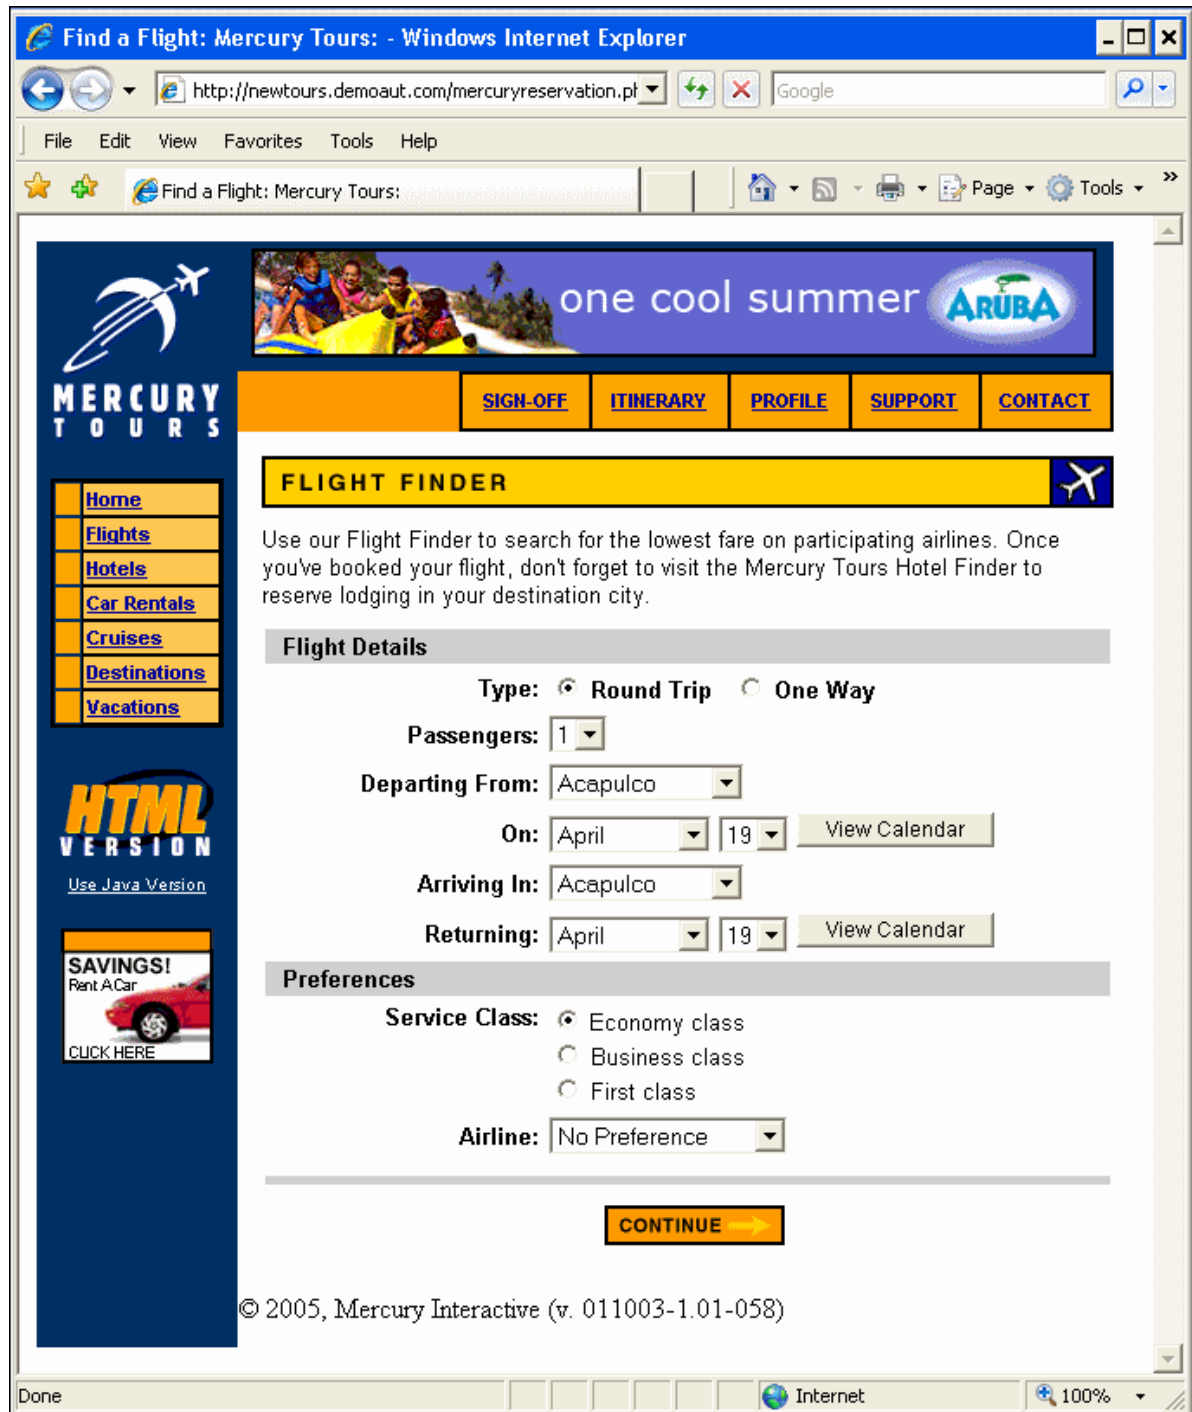 Find a Flight: Mercury Tours: - Windows Internet Explorer
http://newtours.demoaut.com/mercuryreservation.ph
Google
File Edit View Favorites Tools Help
Find a Flight: Mercury Tours:
Page Tools »
one cool summer ARUBA
MERCURY
TOURS
SIGN-OFF ITINERARY PROFILE SUPPORT CONTACT
FLIGHT FINDER
Home
Flights
Hotels
Car Rentals
Cruises
Destinations
Vacations
HTML
VERSION
Use Java Version
SAVINGS!
Rent A Car
CLICK HERE
Use our Flight Finder to search for the lowest fare on participating airlines. Once
you've booked your flight, don't forget to visit the Mercury Tours Hotel Finder to
reserve lodging in your destination city.
Flight Details
Type: Round Trip One Way
Passengers: 1
Departing From: Acapulco
On: April 19 View Calendar
Arriving In: Acapulco
Returning: April 19 View Calendar
Preferences
Service Class: Economy class
Business class
First class
Airline: No Preference
CONTINUE
© 2005, Mercury Interactive (v. 011003-1.01-058)
Done Internet 100%